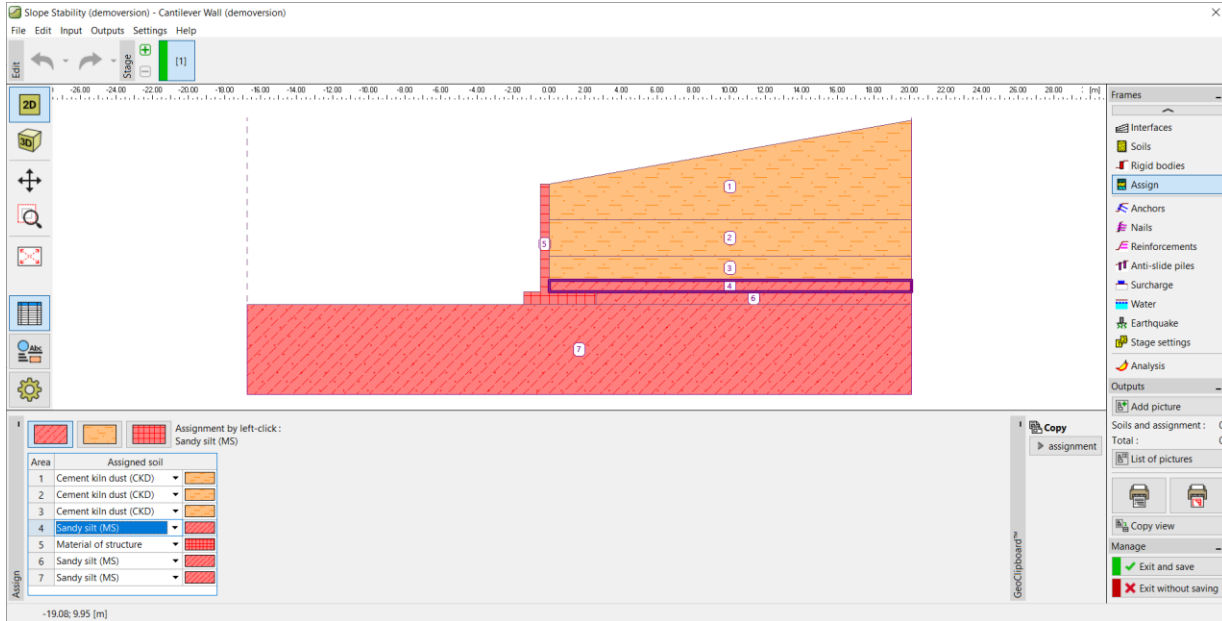 Slope Stability (demoversion) - Cantilever Wall (demoversion)
File Edit Input Outputs Settings Help
Edit
Stage
[1]
-26.00 -24.00 -22.00 -20.00 -18.00 -16.00 -14.00 -12.00 -10.00 -8.00 -6.00 -4.00 -2.00 0.00 2.00 4.00 6.00 8.00 10.00 12.00 14.00 16.00 18.00 20.00 22.00 24.00 26.00 28.00 [m]
2D
3D
Abc
1
2
3
4
5
6
7
Frames
Interfaces
Soils
Rigid bodies
Assign
Anchors
Nails
Reinforcements
Anti-slide piles
Surcharge
Water
Earthquake
Stage settings
Analysis
Outputs
Add picture
Soils and assignment :
Total :
List of pictures
Copy view
Manage
Exit and save
Exit without saving
Assignment by left-click :
Sandy silt (MS)
Area Assigned soil
1 Cement kiln dust (CKD)
2 Cement kiln dust (CKD)
3 Cement kiln dust (CKD)
4 Sandy silt (MS)
5 Material of structure
6 Sandy silt (MS)
7 Sandy silt (MS)
Assign
GeoClipboard™
Copy
assignment
-19.08; 9.95 [m]